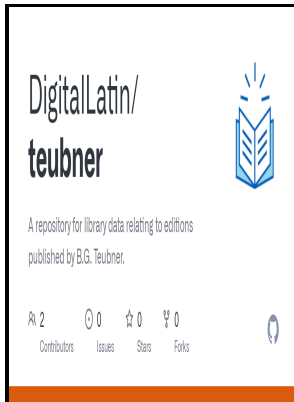 DigitalLatin/
teubner
A repository for library data relating to editions
published by B.G. Teubner.
2 0 0 0
Contributors Issues Stars Forks